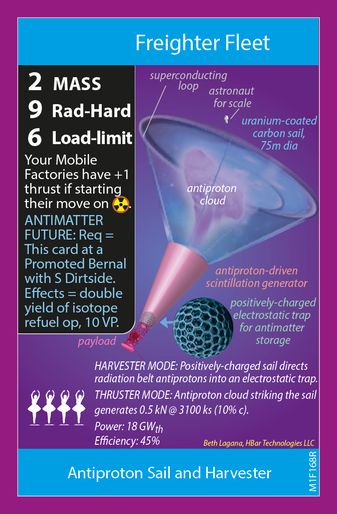 Freighter Fleet
2 MASS
9 Rad-Hard
6 Load-limit
Your Mobile
Factories have +1
thrust if starting
their move on ☢.
ANTIMATTER
FUTURE: Req =
This card at a
Promoted Bernal
with S Dirtside.
Effects = double
yield of isotope
refuel op, 10 VP.
superconducting
loop
astronaut
for scale
uranium-coated
carbon sail,
75m dia
antiproton
cloud
antiproton-driven
scintillation generator
positively-charged
electrostatic trap
for antimatter
storage
payload
HARVESTER MODE: Positively-charged sail directs
radiation belt antiprotons into an electrostatic trap.
THRUSTER MODE: Antiproton cloud striking the sail
generates 0.5 kN @ 3100 ks (10% c).
Power: 18 GWth
Efficiency: 45%
Beth Lagana, HBar Technologies LLC
Antiproton Sail and Harvester
M1F168R